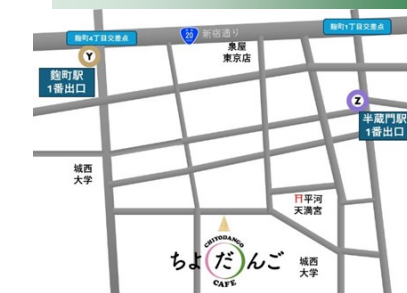 麴町4丁目交差点
20
新宿通り
麴町1丁目交差点
泉屋
東京店
Y
麴町駅
1番出口
Z
半蔵門駅
1番出口
城西
大学
平河
天満宮
CHIYODANGO
ちよだんご
CAFE
城西
大学